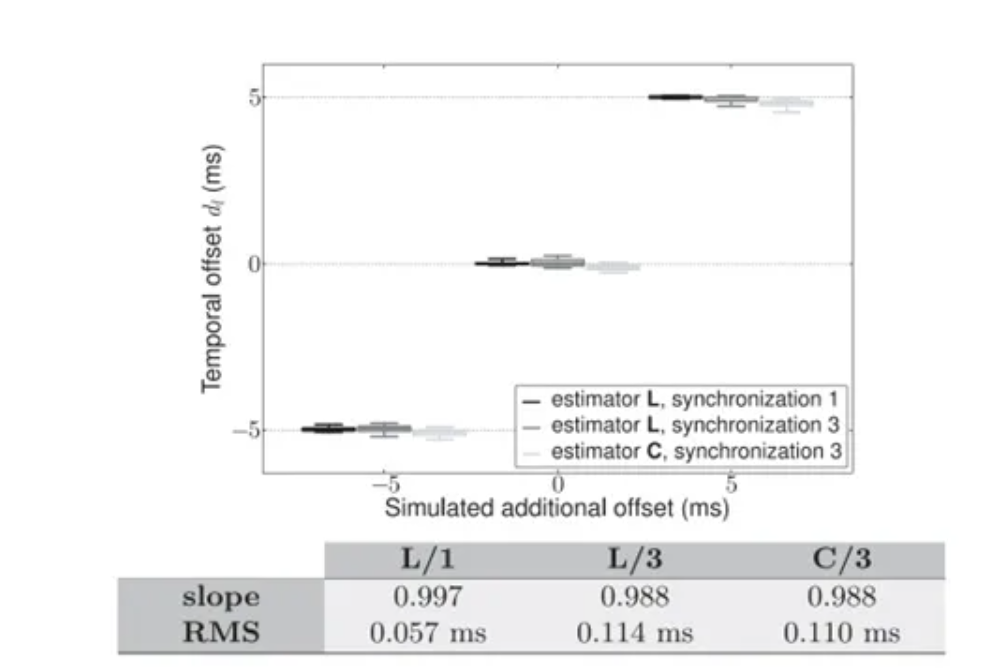 5
0
−5
Temporal offset dₜ (ms)
estimator L, synchronization 1
estimator L, synchronization 3
estimator C, synchronization 3
−5 0 5
Simulated additional offset (ms)
L/1 L/3 C/3
slope 0.997 0.988 0.988
RMS 0.057 ms 0.114 ms 0.110 ms